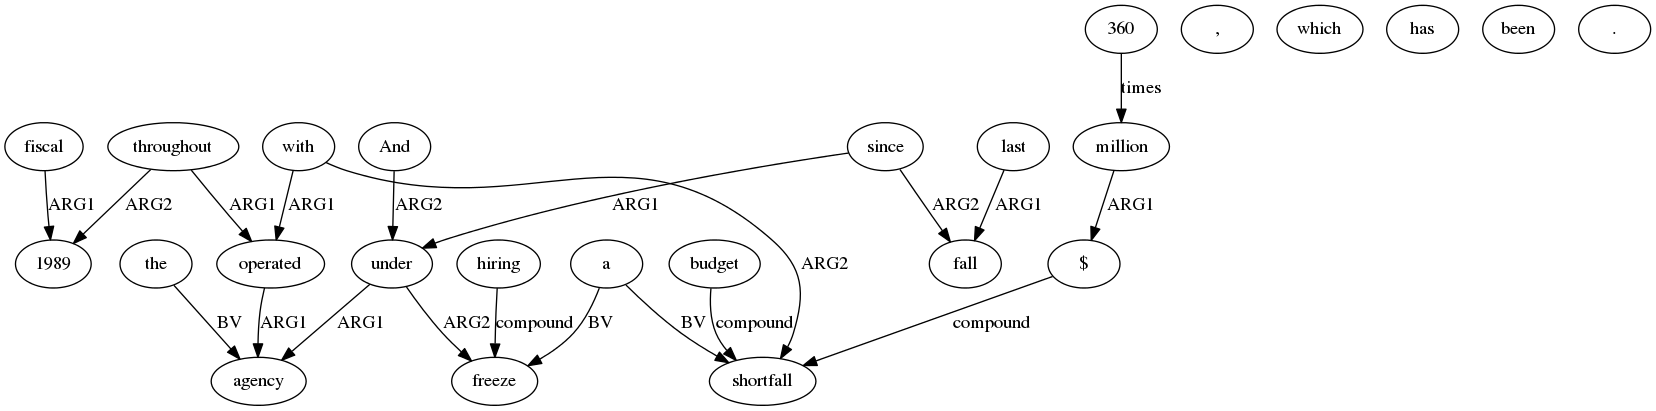 360 , which has been .
times
fiscal throughout with And since last million
ARG1 ARG2 ARG1 ARG1 ARG2 ARG1 ARG2 ARG1 ARG1
1989 the operated under hiring a budget ARG2 fall $
BV ARG1 ARG1 ARG2 compound BV BV compound compound
agency freeze shortfall